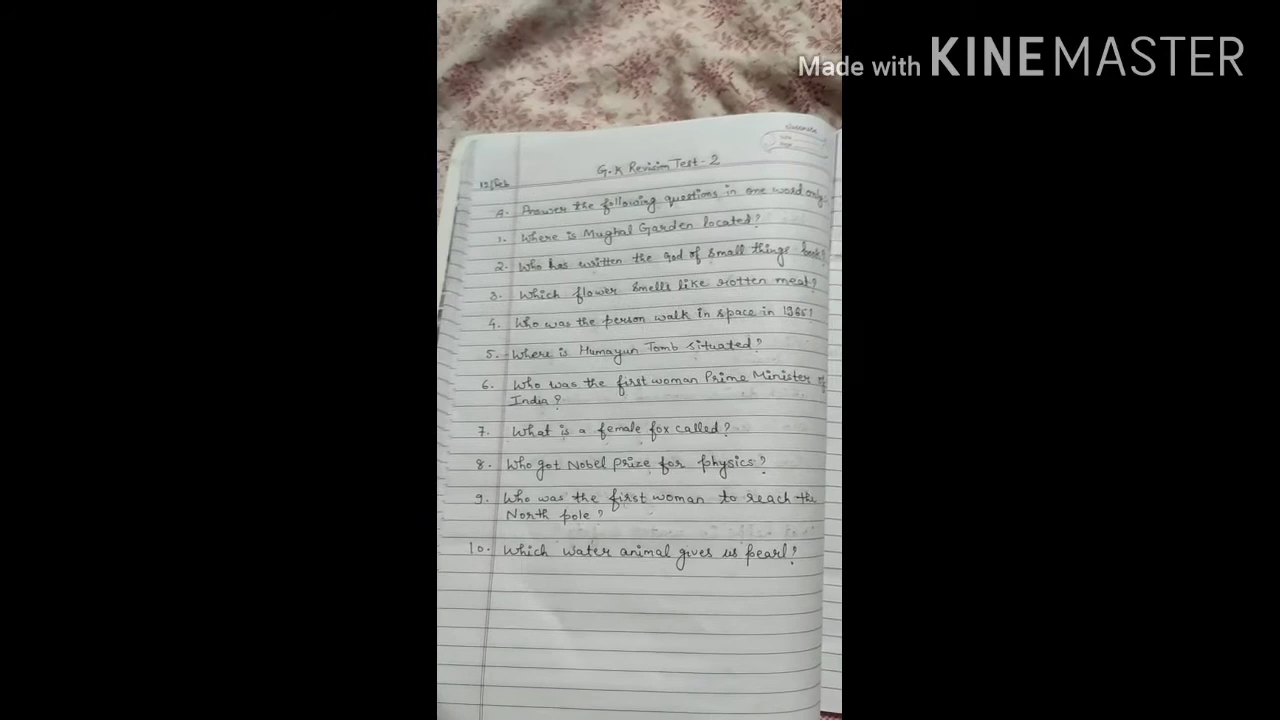 Made with KINEMASTER
classmate
Date
Page
G.K Revision Test - 2
12/Feb
A. Answer the following questions in one word only.
1. Where is Mughal Garden located?
2. Who has written the god of small things book?
3. Which flower smells like rotten meat?
4. Who was the person walk in space in 1965?
5. Where is Humayun Tomb situated?
6. Who was the first woman Prime Minister of
India?
7. What is a female fox called?
8. Who got Nobel Prize for physics?
9. Who was the first woman to reach the
North pole?
10. Which water animal gives us pearl?